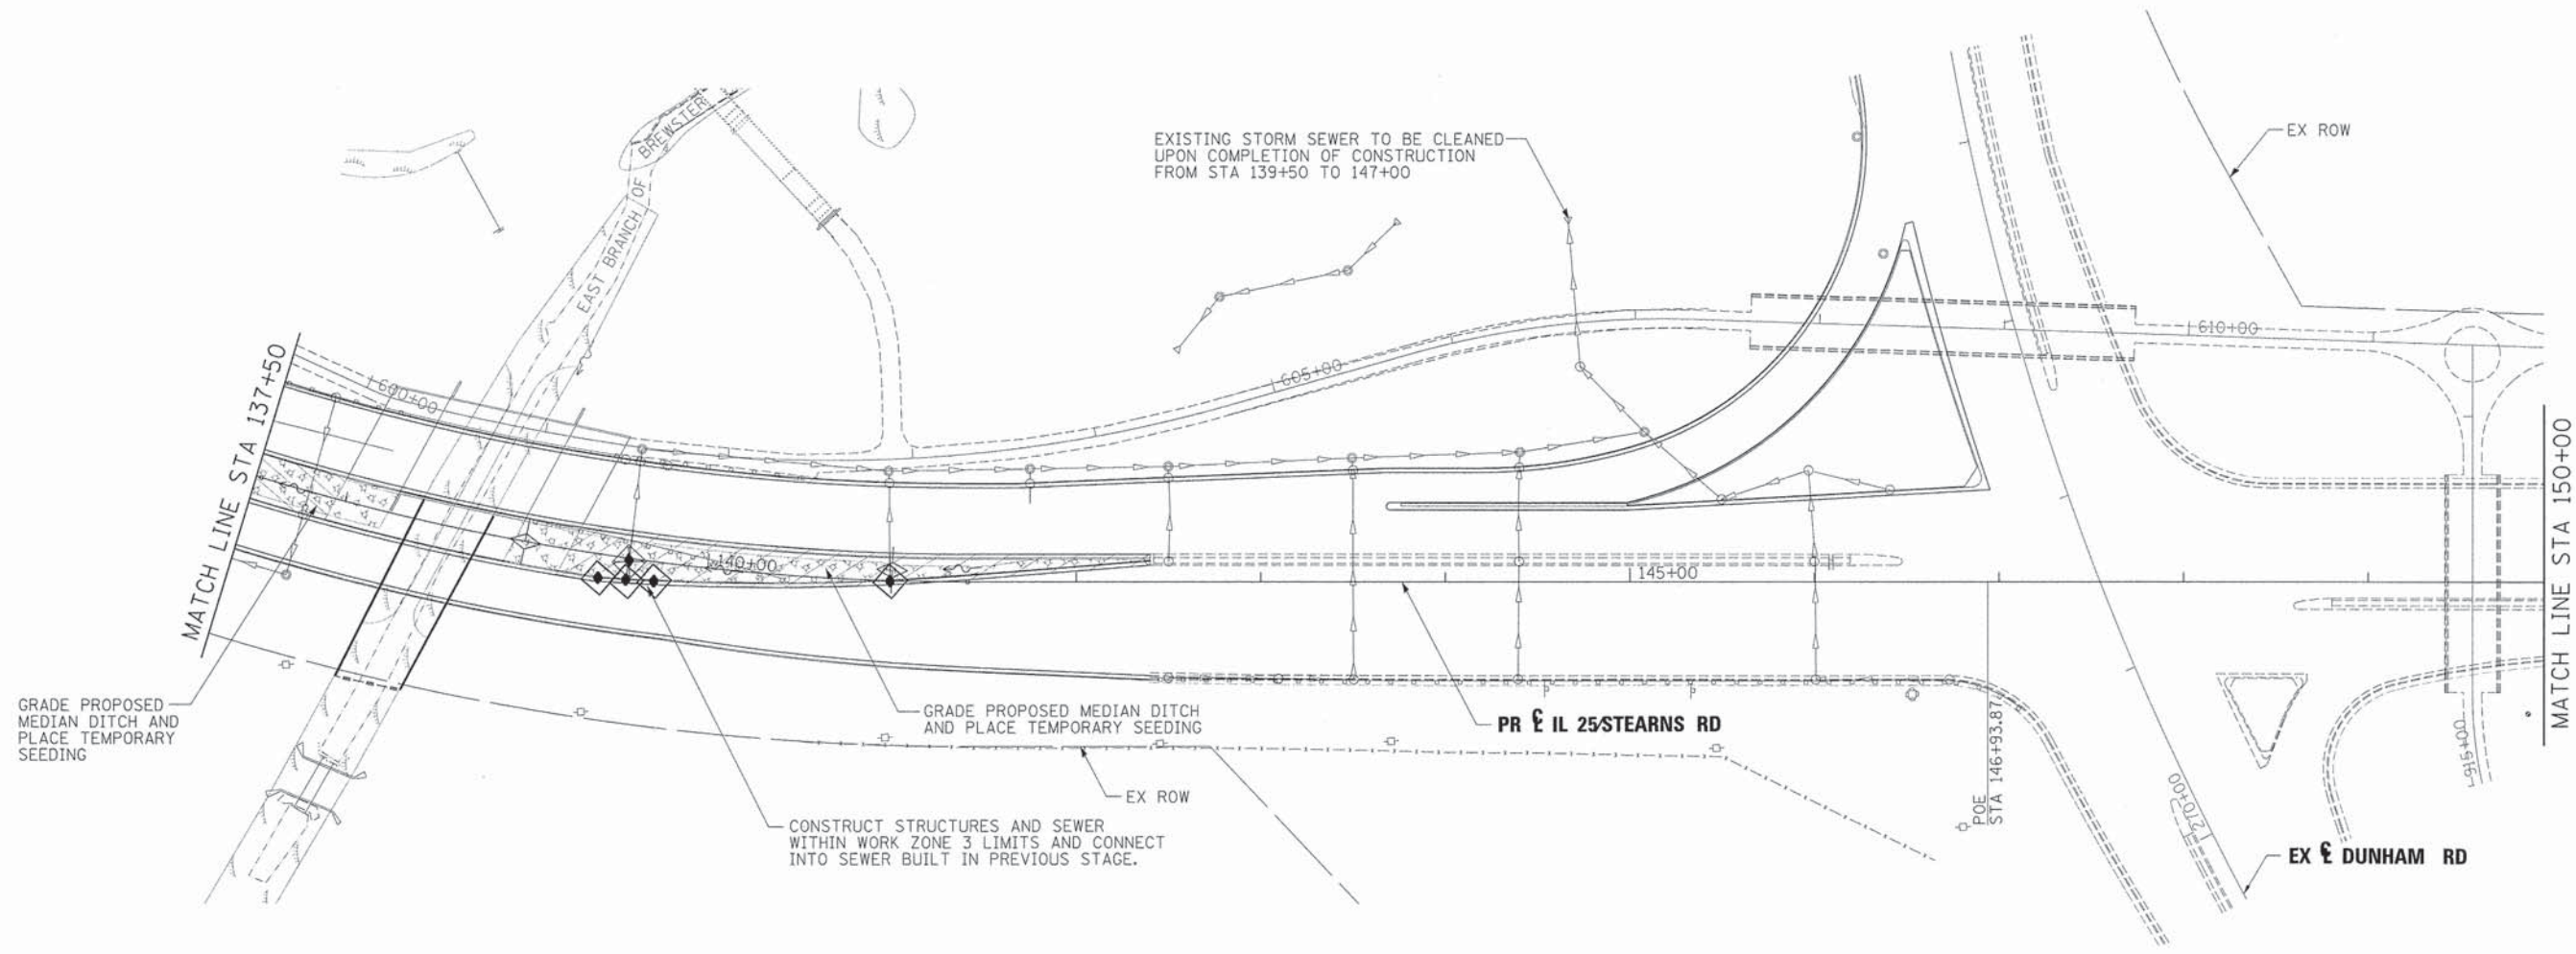 EX ROW
EXISTING STORM SEWER TO BE CLEANED
UPON COMPLETION OF CONSTRUCTION
FROM STA 139+50 TO 147+00
EAST BRANCH OF BREWSTER
610+00
605+00
600+00
MATCH LINE STA 137+50
MATCH LINE STA 150+00
140+00
145+00
GRADE PROPOSED
MEDIAN DITCH AND
PLACE TEMPORARY
SEEDING
GRADE PROPOSED MEDIAN DITCH
AND PLACE TEMPORARY SEEDING
PR ℄ IL 25/STEARNS RD
POE
STA 146+93.87
915+00
270+00
EX ROW
CONSTRUCT STRUCTURES AND SEWER
WITHIN WORK ZONE 3 LIMITS AND CONNECT
INTO SEWER BUILT IN PREVIOUS STAGE.
EX ℄ DUNHAM RD